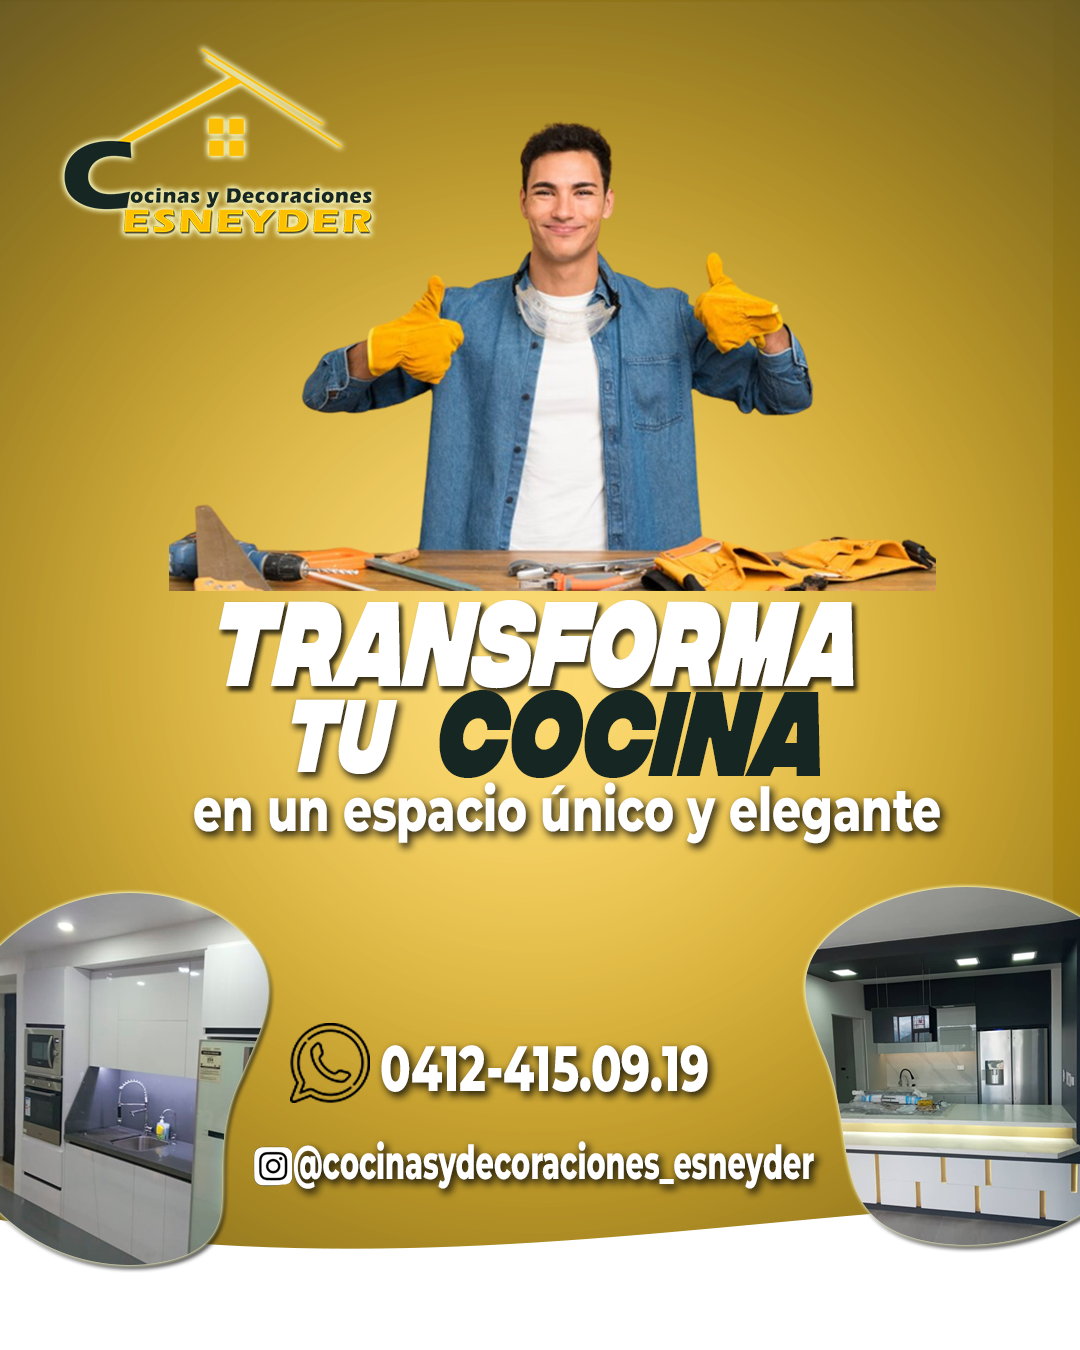 Cocinas y Decoraciones
ESNEYDER
TRANSFORMA
TU COCINA
en un espacio único y elegante
0412-415.09.19
@cocinasydecoraciones_esneyder